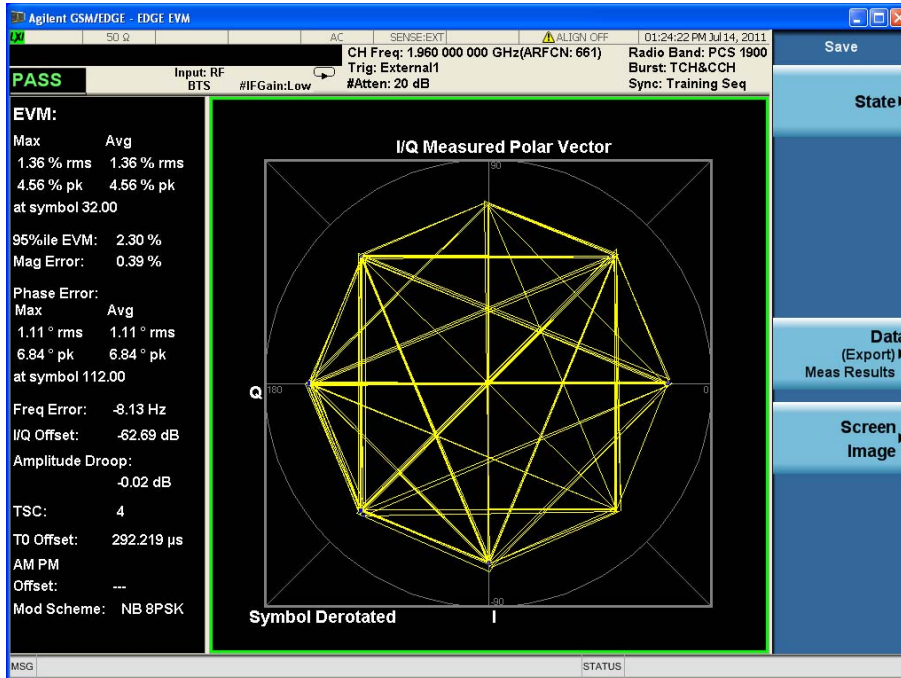 Agilent GSM/EDGE - EDGE EVM
LXI
50 Ω
AC
SENSE:EXT
ALIGN OFF
01:24:22 PM Jul 14, 2011
CH Freq: 1.960 000 000 GHz(ARFCN: 661)
Radio Band: PCS 1900
Trig: External1
Burst: TCH&CCH
#Atten: 20 dB
Sync: Training Seq
PASS
Input: RF
BTS
#IFGain:Low
Save
State
Data
(Export)
Meas Results
Screen
Image
EVM:
Max Avg
1.36 % rms 1.36 % rms
4.56 % pk 4.56 % pk
at symbol 32.00
95%ile EVM: 2.30 %
Mag Error: 0.39 %
Phase Error:
Max Avg
1.11 ° rms 1.11 ° rms
6.84 ° pk 6.84 ° pk
at symbol 112.00
Freq Error: -8.13 Hz
I/Q Offset: -62.69 dB
Amplitude Droop:
-0.02 dB
TSC: 4
T0 Offset: 292.219 µs
AM PM
Offset: ---
Mod Scheme: NB 8PSK
I/Q Measured Polar Vector
90
Q
180
0
-90
Symbol Derotated
I
MSG
STATUS